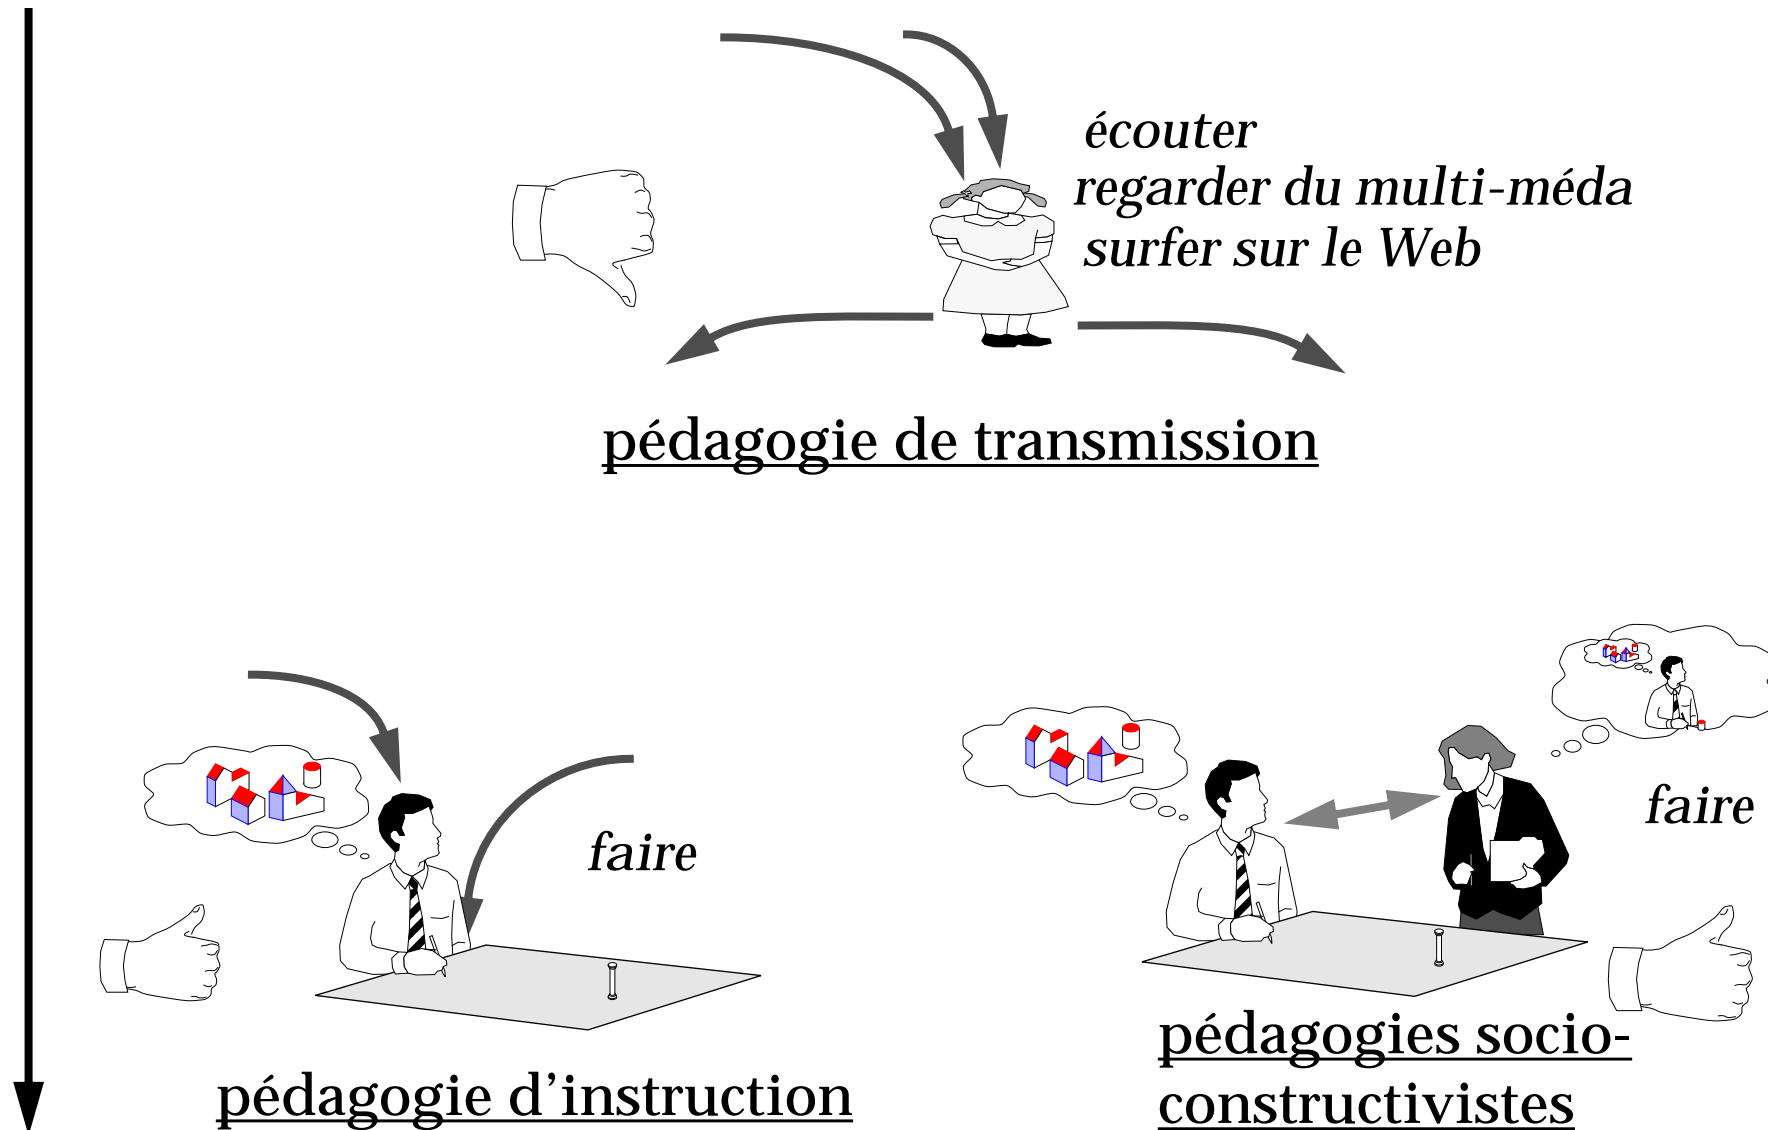 écouter
regarder du multi-méda
surfer sur le Web
pédagogie de transmission
faire
faire
pédagogie d’instruction
pédagogies socio-
constructivistes